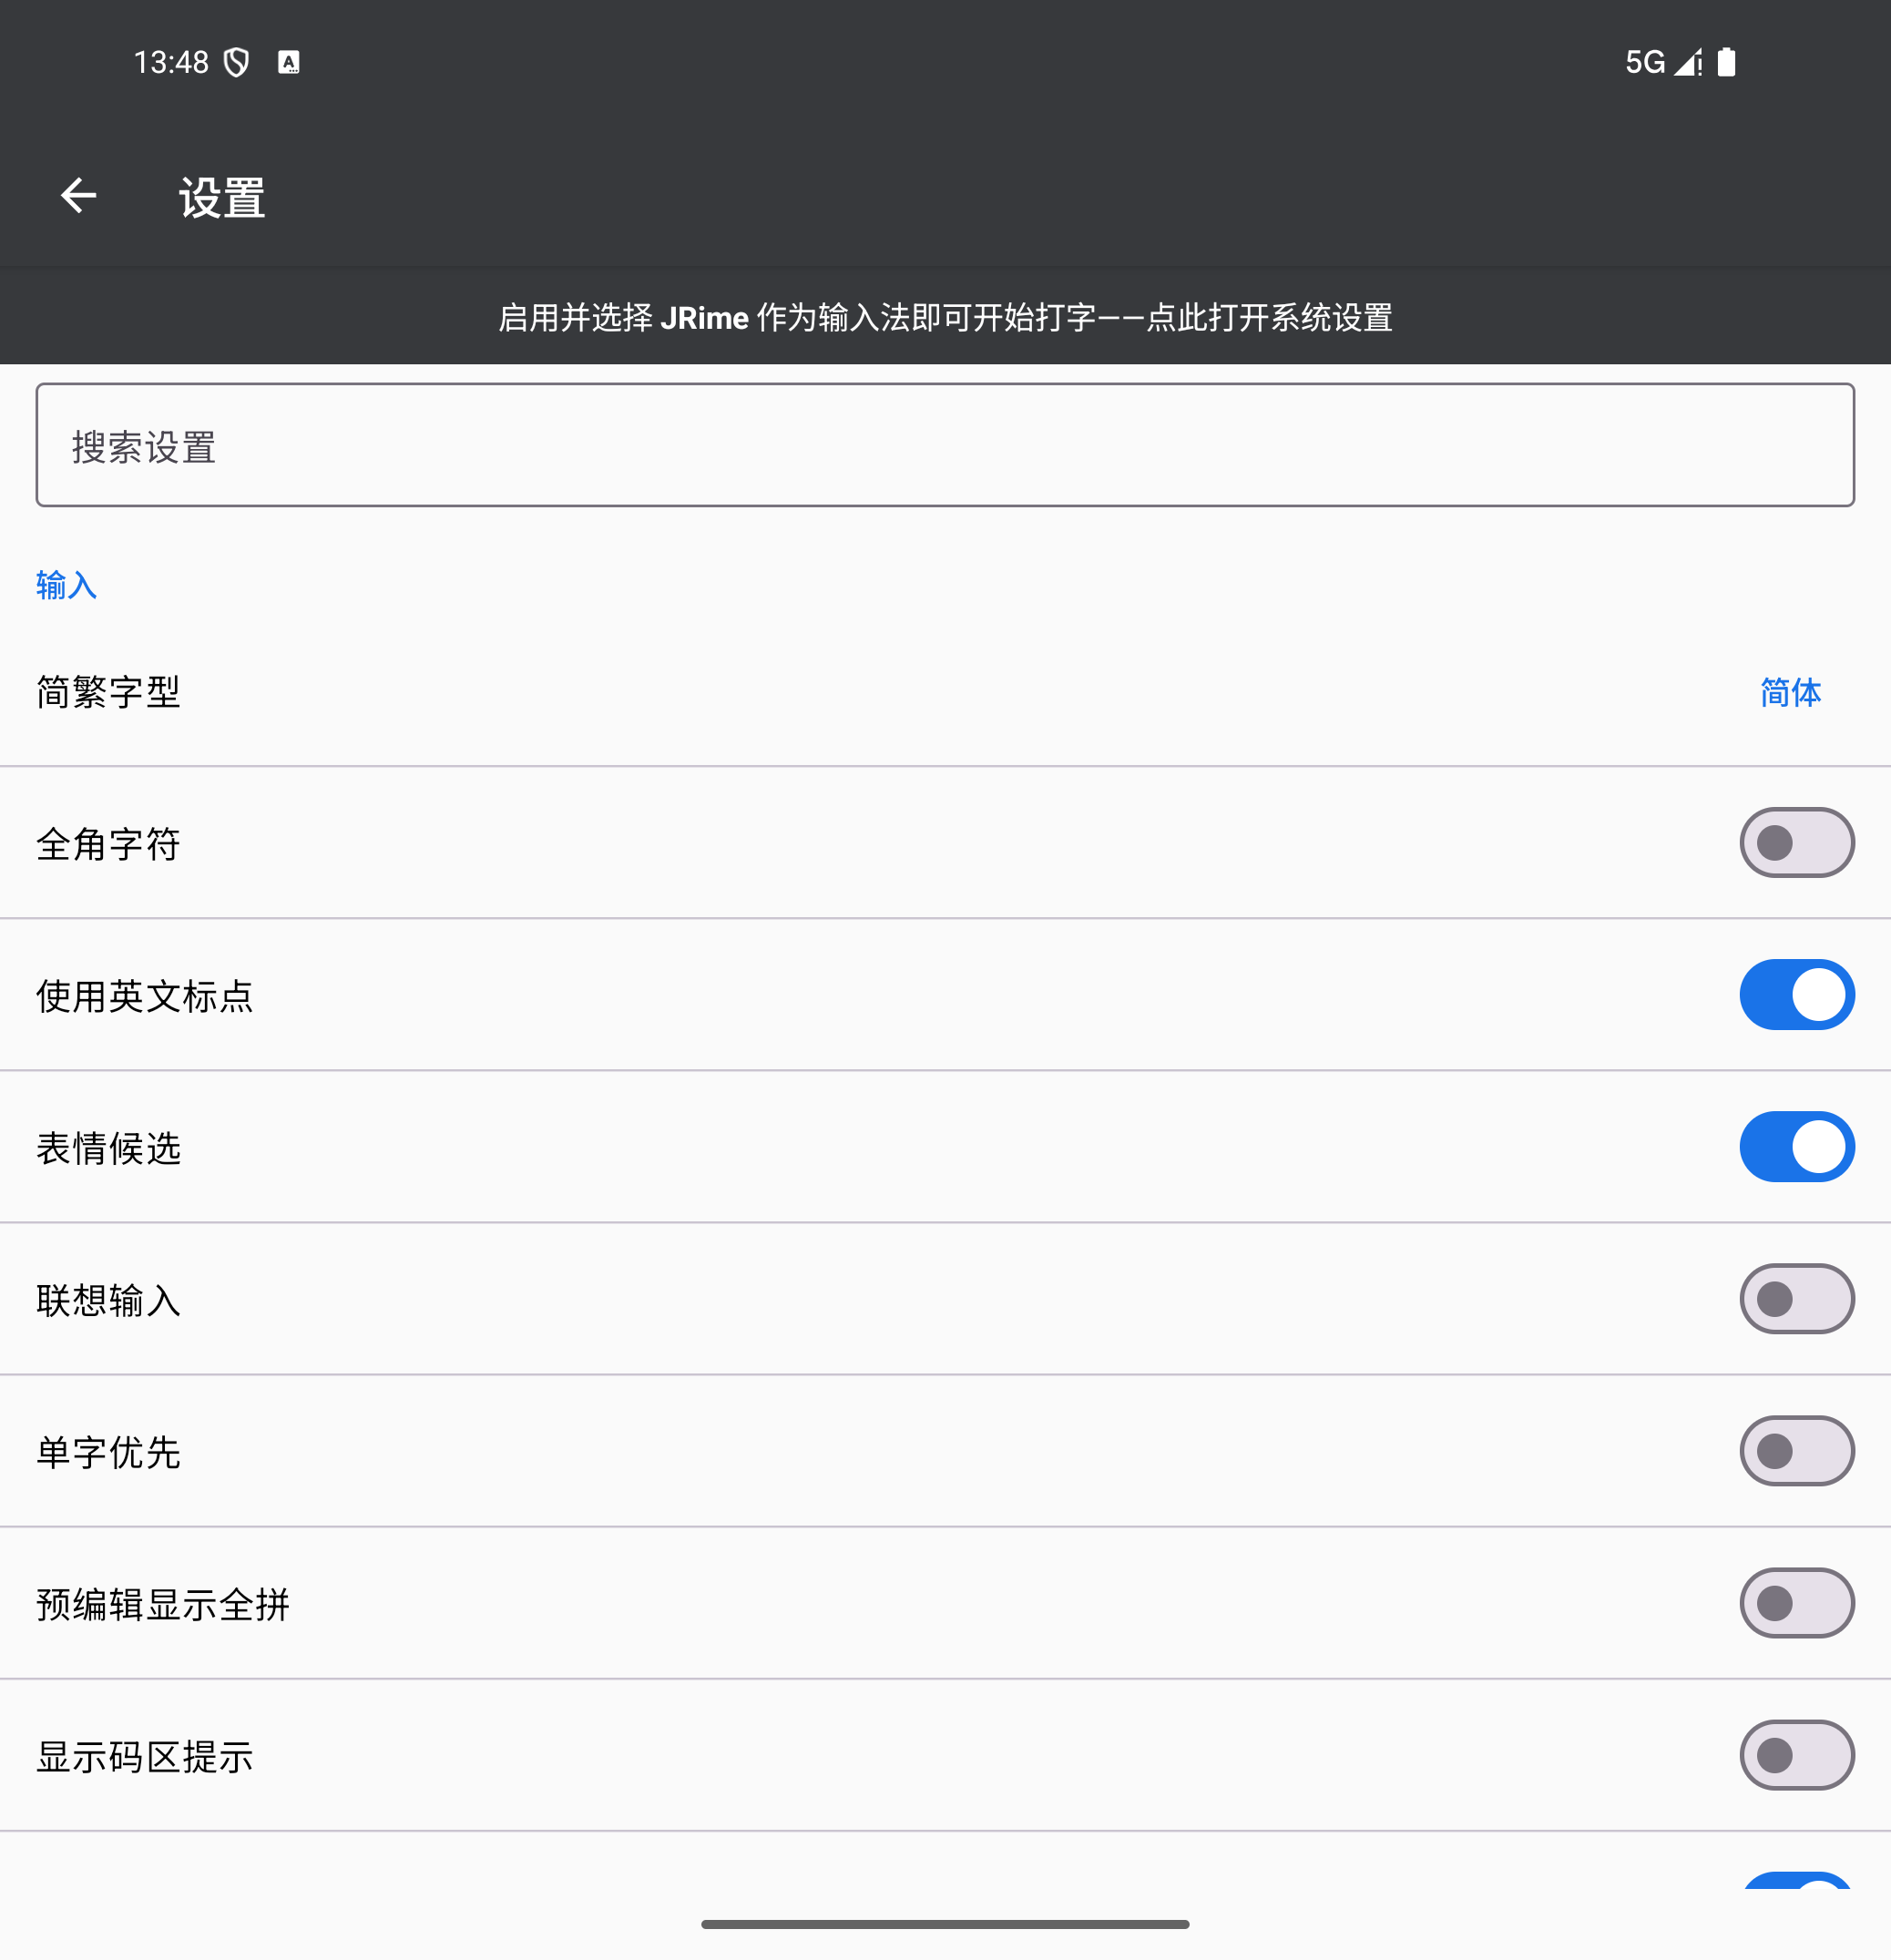 13:48
5G
设置
启用并选择 JRime 作为输入法即可开始打字——点此打开系统设置
搜索设置
输入
简繁字型
简体
全角字符
使用英文标点
表情候选
联想输入
单字优先
预编辑显示全拼
显示码区提示